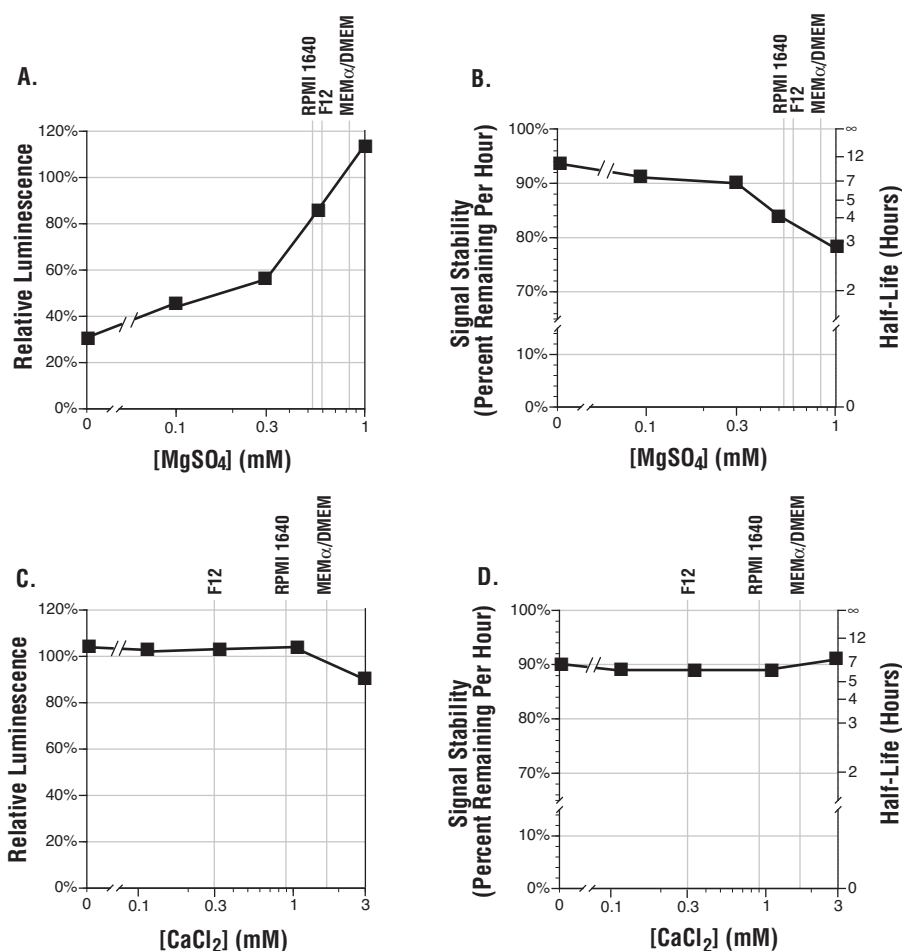 A.
RPMI 1640
F12
MEMα/DMEM
Relative Luminescence
120%
100%
80%
60%
40%
20%
0%
0
0.1
0.3
1
[MgSO4] (mM)
B.
RPMI 1640
F12
MEMα/DMEM
Signal Stability
(Percent Remaining Per Hour)
100%
90%
80%
70%
10%
0%
∞
12
7
5
4
3
2
0
Half-Life (Hours)
0
0.1
0.3
1
[MgSO4] (mM)
C.
F12
RPMI 1640
MEMα/DMEM
Relative Luminescence
120%
100%
80%
60%
40%
20%
0%
0
0.1
0.3
1
3
[CaCl2] (mM)
D.
F12
RPMI 1640
MEMα/DMEM
Signal Stability
(Percent Remaining Per Hour)
100%
90%
80%
70%
10%
0%
∞
12
7
5
4
3
2
0
Half-Life (Hours)
0
0.1
0.3
1
3
[CaCl2] (mM)